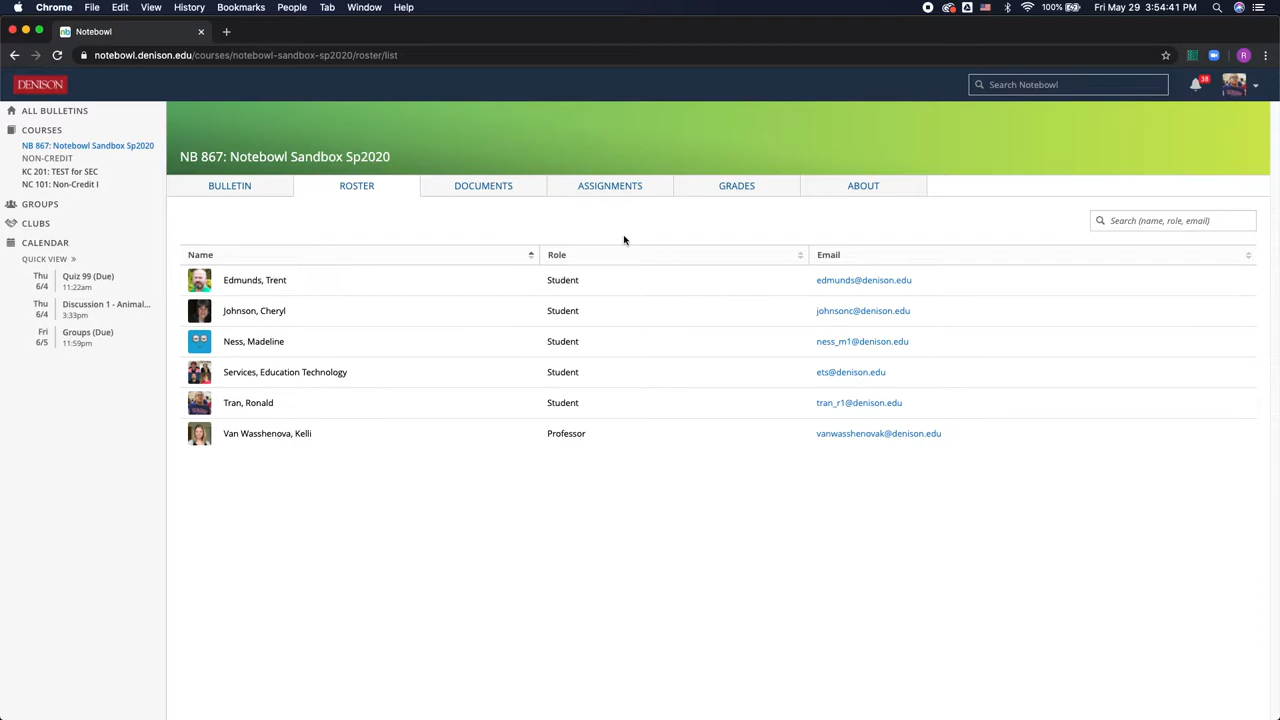 Chrome File Edit View History Bookmarks People Tab Window Help 100% Fri May 29 3:54:41 PM
nb Notebowl
notebowl.denison.edu/courses/notebowl-sandbox-sp2020/roster/list R
DENISON Search Notebowl 38
ALL BULLETINS
COURSES
NB 867: Notebowl Sandbox Sp2020
NON-CREDIT
KC 201: TEST for SEC
NC 101: Non-Credit I
GROUPS
CLUBS
CALENDAR
QUICK VIEW »
Thu Quiz 99 (Due)
6/4 11:22am
Thu Discussion 1 - Animal...
6/4 3:33pm
Fri Groups (Due)
6/5 11:59pm
NB 867: Notebowl Sandbox Sp2020
BULLETIN ROSTER DOCUMENTS ASSIGNMENTS GRADES ABOUT
Search (name, role, email)
Name Role Email
Edmunds, Trent Student edmunds@denison.edu
Johnson, Cheryl Student johnsonc@denison.edu
Ness, Madeline Student ness_m1@denison.edu
Services, Education Technology Student ets@denison.edu
Tran, Ronald Student tran_r1@denison.edu
Van Wasshenova, Kelli Professor vanwasshenovak@denison.edu